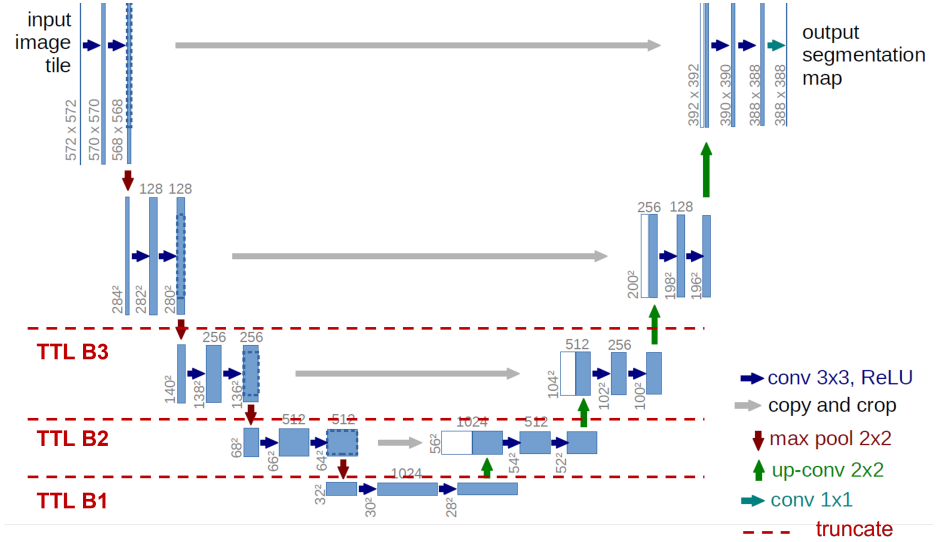 input
image
tile
572 x 572
570 x 570
568 x 568
392 x 392
390 x 390
388 x 388
388 x 388
output
segmentation
map
128
128
284²
282²
280²
256
128
200²
198²
196²
TTL B3
256
256
140²
138²
136²
512
256
104²
102²
100²
TTL B2
512
512
68²
66²
64²
1024
512
56²
54²
52²
TTL B1
1024
32²
30²
28²
conv 3x3, ReLU
copy and crop
max pool 2x2
up-conv 2x2
conv 1x1
truncate